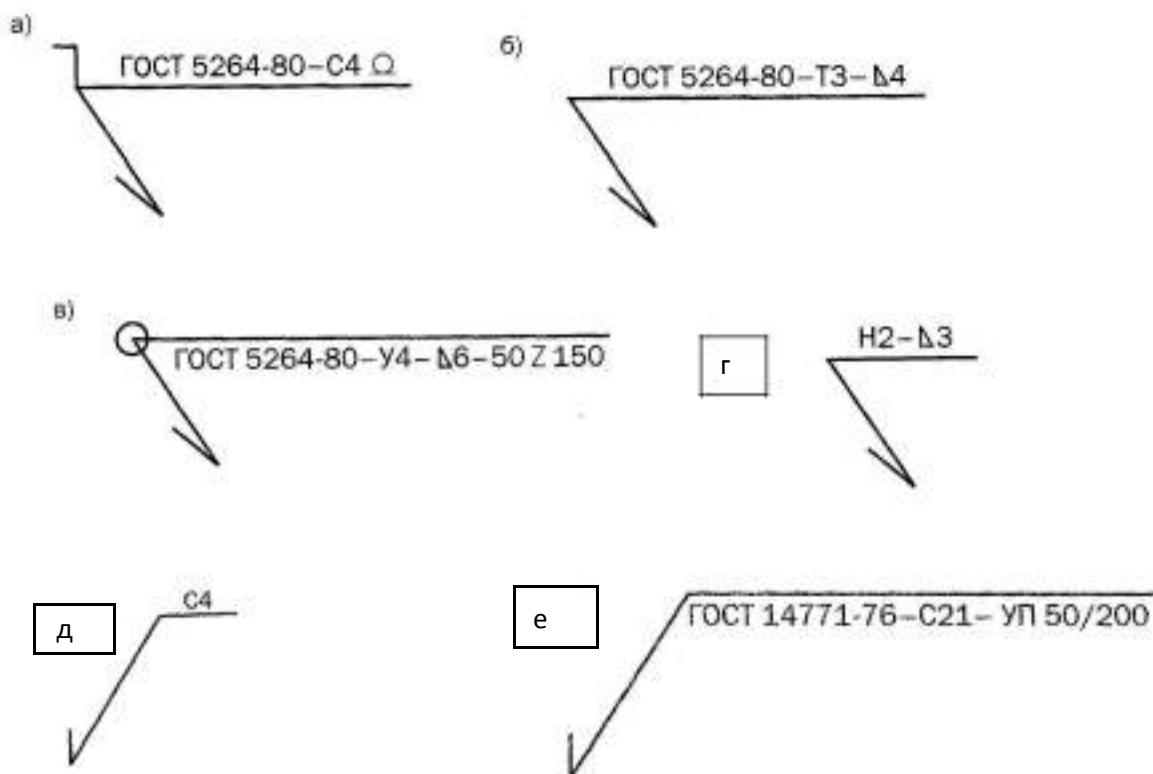 а)
ГОСТ 5264-80–С4 Ω
б)
ГОСТ 5264-80–Т3–⊿4
в)
ГОСТ 5264-80–У4–⊿6–50 Z 150
г
Н2–⊿3
д
С4
е
ГОСТ 14771-76–С21– УП 50/200